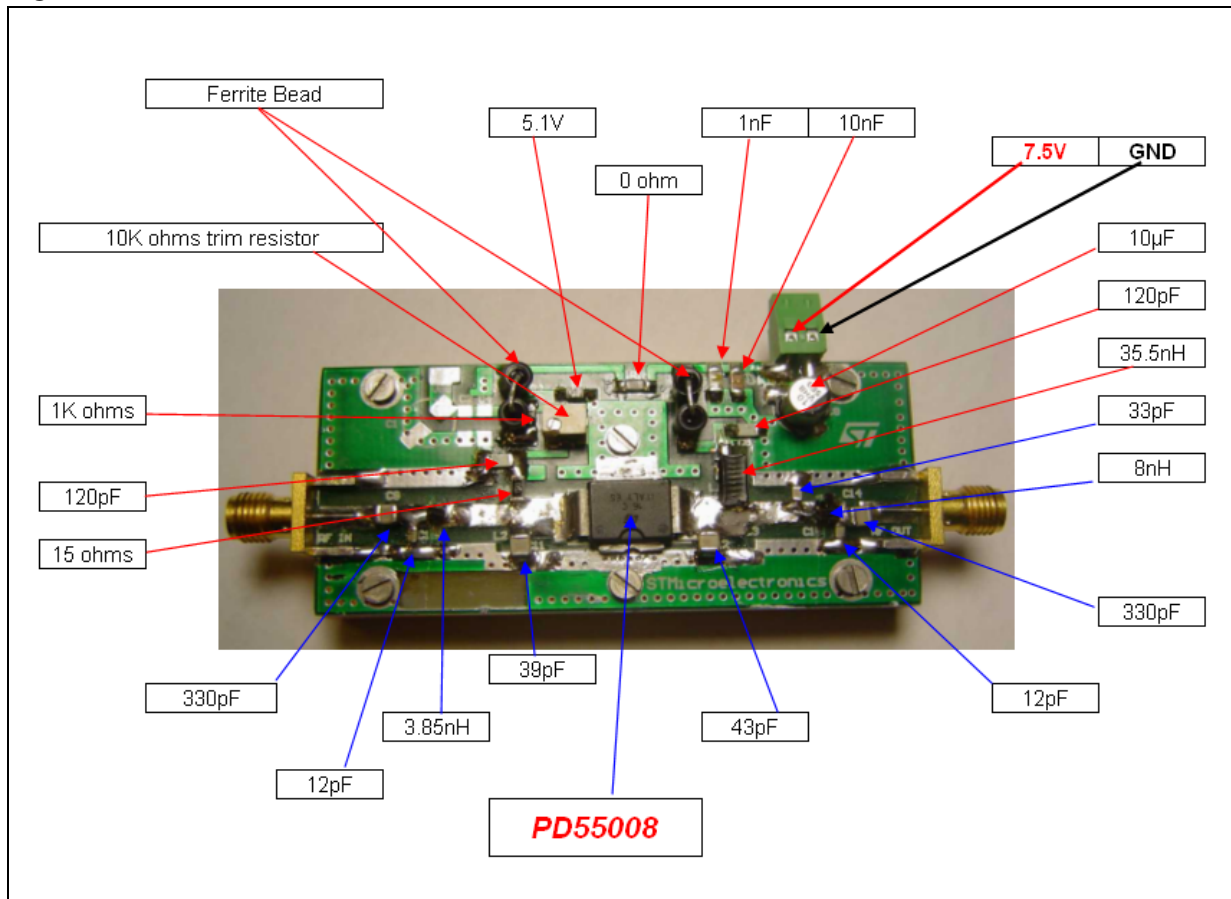 Ferrite Bead
5.1V
1nF
10nF
7.5V
GND
0 ohm
10K ohms trim resistor
10µF
120pF
35.5nH
1K ohms
33pF
8nH
120pF
15 ohms
RF IN
C14
OUT
STMicroelectronics
330pF
39pF
330pF
3.85nH
43pF
12pF
12pF
PD55008